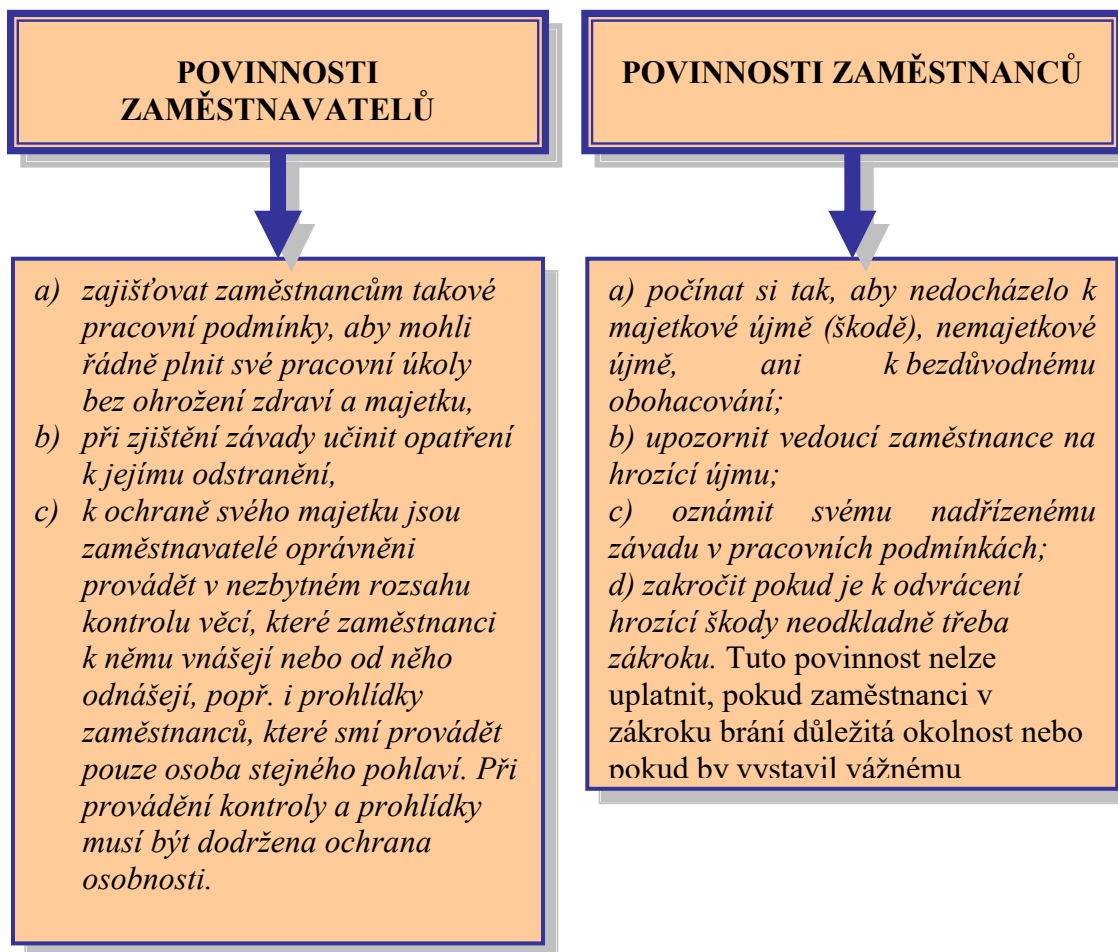 POVINNOSTI
ZAMĚSTNAVATELŮ
a) zajišťovat zaměstnancům takové
pracovní podmínky, aby mohli
řádně plnit své pracovní úkoly
bez ohrožení zdraví a majetku,
b) při zjištění závady učinit opatření
k jejímu odstranění,
c) k ochraně svého majetku jsou
zaměstnavatelé oprávněni
provádět v nezbytném rozsahu
kontrolu věcí, které zaměstnanci
k němu vnášejí nebo od něho
odnášejí, popř. i prohlídky
zaměstnanců, které smí provádět
pouze osoba stejného pohlaví. Při
provádění kontroly a prohlídky
musí být dodržena ochrana
osobnosti.
POVINNOSTI ZAMĚSTNANCŮ
a) počínat si tak, aby nedocházelo k
majetkové újmě (škodě), nemajetkové
újmě, ani k bezdůvodnému
obohacování;
b) upozornit vedoucí zaměstnance na
hrozící újmu;
c) oznámit svému nadřízenému
závadu v pracovních podmínkách;
d) zakročit pokud je k odvrácení
hrozící škody neodkladně třeba
zákroku. Tuto povinnost nelze
uplatnit, pokud zaměstnanci v
zákroku brání důležitá okolnost nebo
pokud by vystavil vážnému